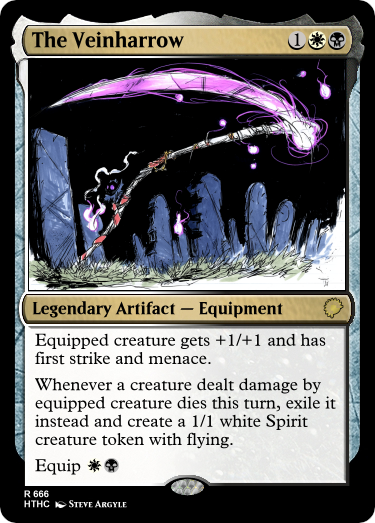 The Veinharrow 1
Legendary Artifact — Equipment
Equipped creature gets +1/+1 and has
first strike and menace.
Whenever a creature dealt damage by
equipped creature dies this turn, exile it
instead and create a 1/1 white Spirit
creature token with flying.
Equip
R 666
HTHC Steve Argyle